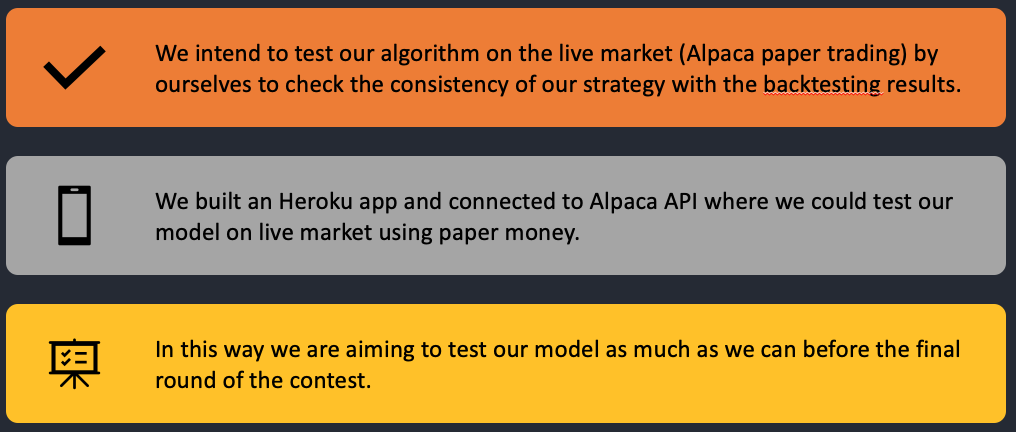 We intend to test our algorithm on the live market (Alpaca paper trading) by
ourselves to check the consistency of our strategy with the backtesting results.
We built an Heroku app and connected to Alpaca API where we could test our
model on live market using paper money.
In this way we are aiming to test our model as much as we can before the final
round of the contest.